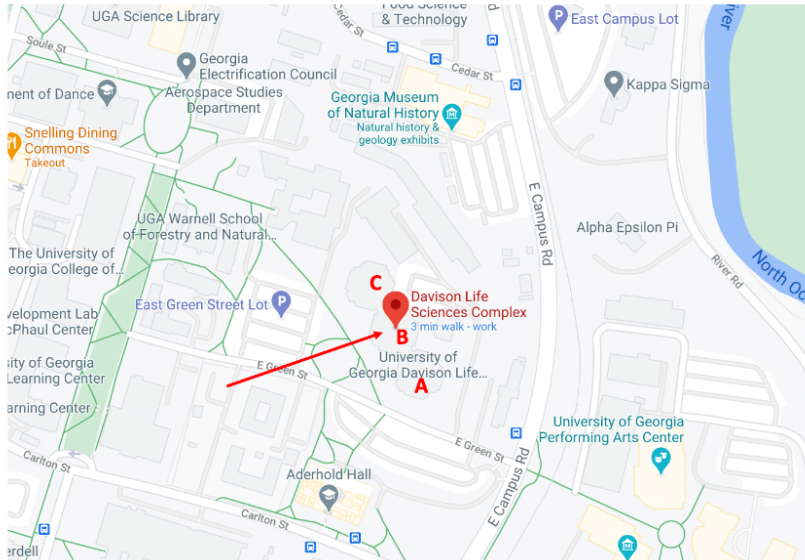 UGA Science Library
Food Science
& Technology
East Campus Lot
River
Rd
Cedar St
Soule St
Georgia
Electrification Council
Cedar St
Kappa Sigma
ment of Dance
Aerospace Studies
Department
Georgia Museum
of Natural History
Natural history &
geology exhibits
Snelling Dining
Commons
Takeout
E Campus Rd
UGA Warnell School
of Forestry and Natural...
Alpha Epsilon Pi
The University of
eorgia College of...
River Rd
North Oc
C
Davison Life
Sciences Complex
3 min walk - work
East Green Street Lot
evelopment Lab
cPhaul Center
B
University of
Georgia Davison Life...
A
sity of Georgia
Learning Center
E Green St
arning Center
University of Georgia
Performing Arts Center
E Green St
E Campus Rd
Carlton St
Aderhold Hall
Carlton St
erdell